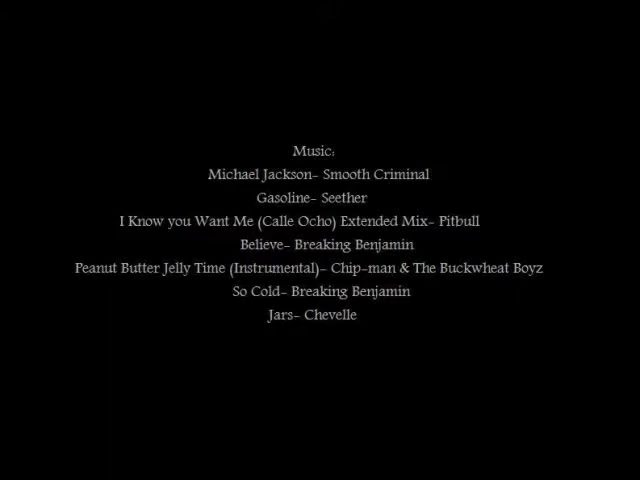 Music:
Michael Jackson- Smooth Criminal
Gasoline- Seether
I Know you Want Me (Calle Ocho) Extended Mix- Pitbull
Believe- Breaking Benjamin
Peanut Butter Jelly Time (Instrumental)- Chip-man & The Buckwheat Boyz
So Cold- Breaking Benjamin
Jars- Chevelle